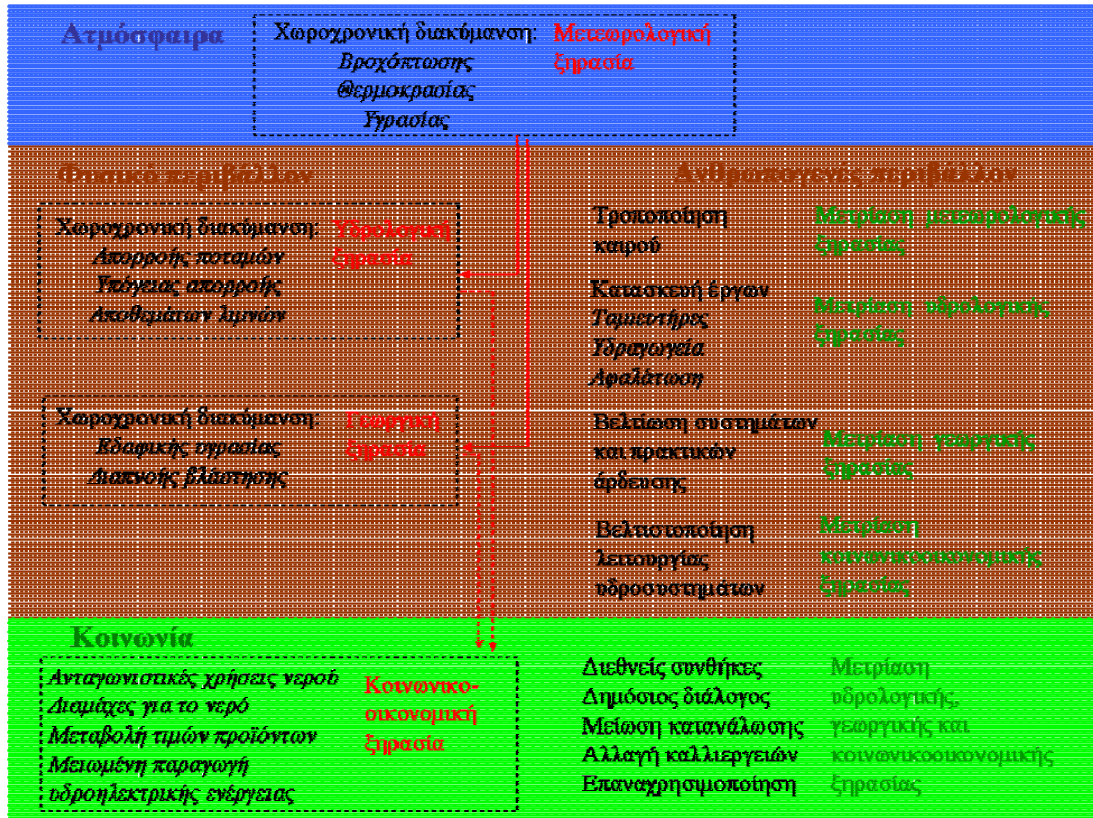 Ατμόσφαιρα
Χωροχρονική διακύμανση:
Βροχόπτωσης
Θερμοκρασίας
Υγρασίας
Μετεωρολογική
ξηρασία
Φυσικό περιβάλλον
Χωροχρονική διακύμανση:
Απορροής ποταμών
Υπόγειας απορροής
Αποθεμάτων λιμνών
Υδρολογική
ξηρασία
Χωροχρονική διακύμανση:
Εδαφικής υγρασίας
Διαπνοής βλάστησης
Γεωργική
ξηρασία
Ανθρωπογενές περιβάλλον
Τροποποίηση
καιρού
Μετρίαση μετεωρολογικής
ξηρασίας
Κατασκευή έργων
Ταμιευτήρες
Υδραγωγεία
Αφαλάτωση
Μετρίαση υδρολογικής
ξηρασίας
Βελτίωση συστημάτων
και πρακτικών
άρδευσης
Μετρίαση γεωργικής
ξηρασίας
Βελτιστοποίηση
λειτουργίας
υδροσυστημάτων
Μετρίαση
κοινωνικοοικονομικής
ξηρασίας
Κοινωνία
Ανταγωνιστικές χρήσεις νερού
Διαμάχες για το νερό
Μεταβολή τιμών προϊόντων
Μειωμένη παραγωγή
υδροηλεκτρικής ενέργειας
Κοινωνικο-
οικονομική
ξηρασία
Διεθνείς συνθήκες
Δημόσιος διάλογος
Μείωση κατανάλωσης
Αλλαγή καλλιεργειών
Επαναχρησιμοποίηση
Μετρίαση
υδρολογικής,
γεωργικής και
κοινωνικοοικονομικής
ξηρασίας